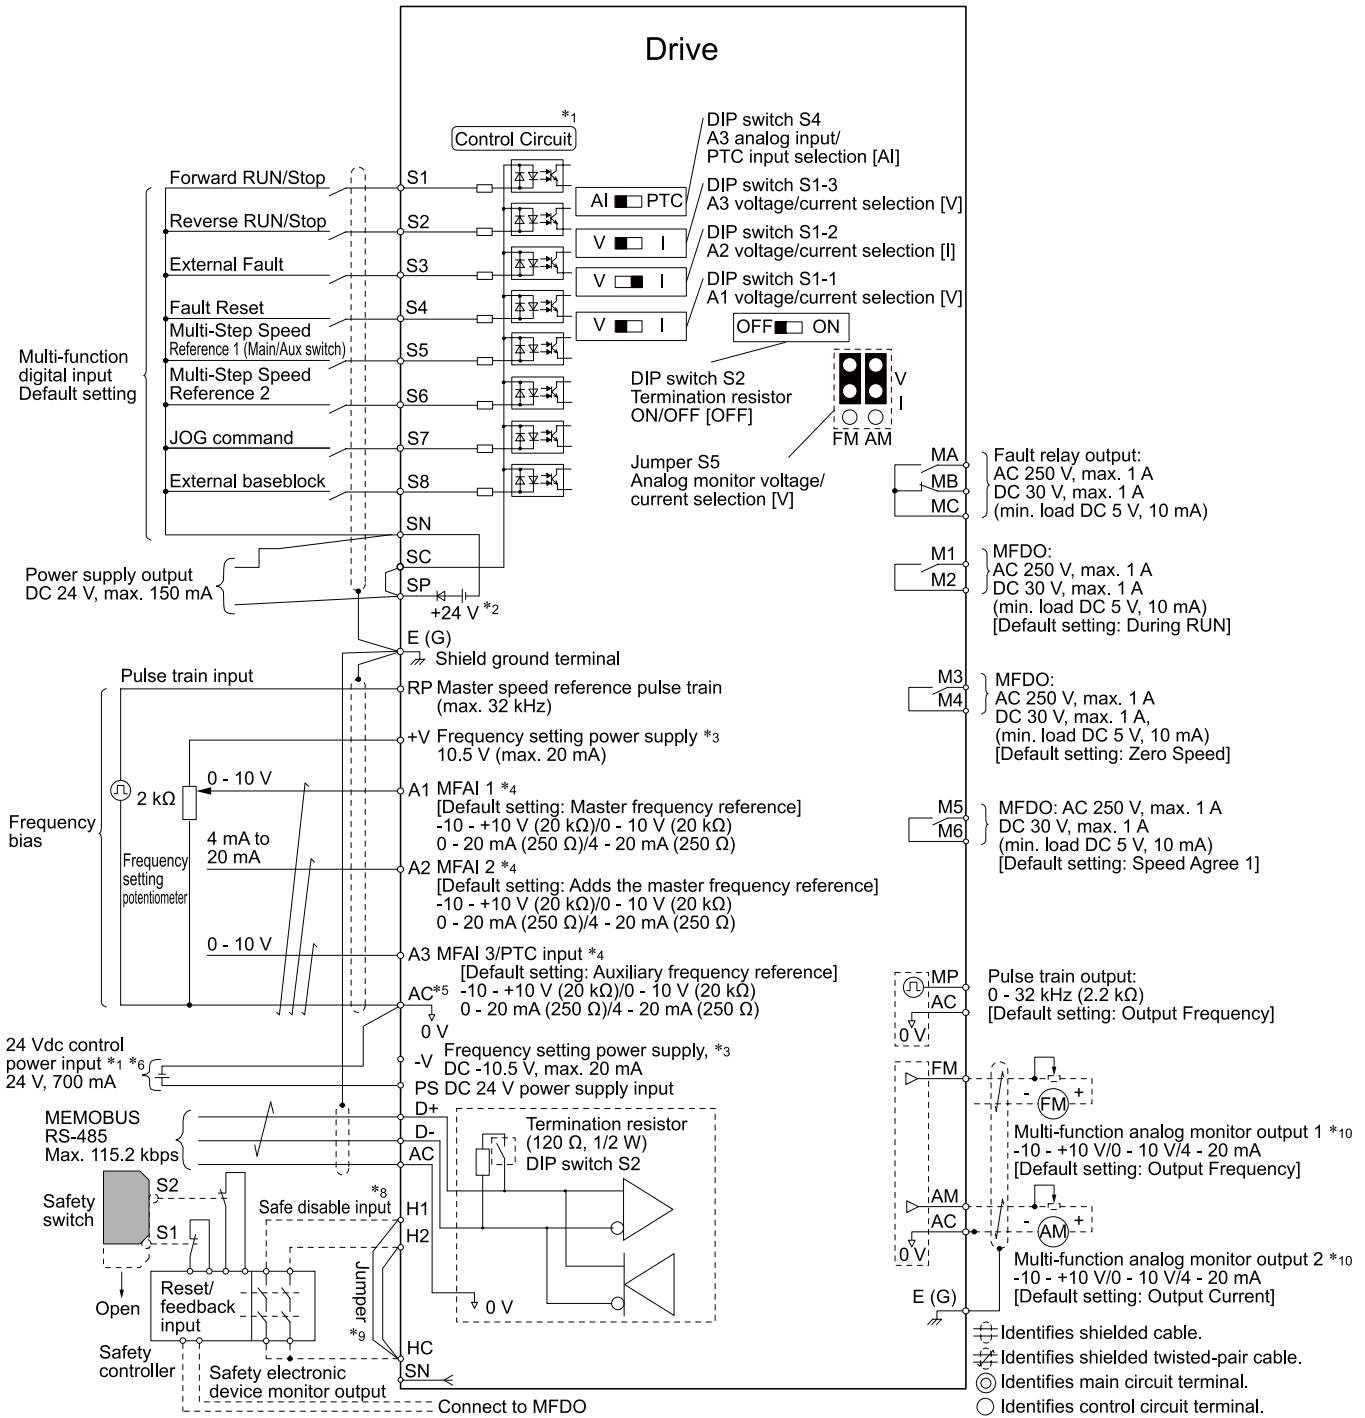 Drive
*1
Control Circuit
DIP switch S4
A3 analog input/
PTC input selection [AI]
DIP switch S1-3
A3 voltage/current selection [V]
DIP switch S1-2
A2 voltage/current selection [I]
DIP switch S1-1
A1 voltage/current selection [V]
AI PTC
V I
V I
V I
OFF ON
DIP switch S2
Termination resistor
ON/OFF [OFF]
V
I
FM AM
Jumper S5
Analog monitor voltage/
current selection [V]
Multi-function
digital input
Default setting
Forward RUN/Stop
S1
Reverse RUN/Stop
S2
External Fault
S3
Fault Reset
S4
Multi-Step Speed
Reference 1 (Main/Aux switch)
S5
Multi-Step Speed
Reference 2
S6
JOG command
S7
External baseblock
S8
SN
SC
SP
+24 V *2
Power supply output
DC 24 V, max. 150 mA
E (G)
Shield ground terminal
Pulse train input
RP Master speed reference pulse train
(max. 32 kHz)
+V Frequency setting power supply *3
10.5 V (max. 20 mA)
Frequency
bias
2 kΩ
0 - 10 V
Frequency
setting
potentiometer
A1 MFAI 1 *4
[Default setting: Master frequency reference]
-10 - +10 V (20 kΩ)/0 - 10 V (20 kΩ)
0 - 20 mA (250 Ω)/4 - 20 mA (250 Ω)
4 mA to
20 mA
A2 MFAI 2 *4
[Default setting: Adds the master frequency reference]
-10 - +10 V (20 kΩ)/0 - 10 V (20 kΩ)
0 - 20 mA (250 Ω)/4 - 20 mA (250 Ω)
0 - 10 V
A3 MFAI 3/PTC input *4
[Default setting: Auxiliary frequency reference]
-10 - +10 V (20 kΩ)/0 - 10 V (20 kΩ)
0 - 20 mA (250 Ω)/4 - 20 mA (250 Ω)
AC*5
0 V
24 Vdc control
power input *1 *6
24 V, 700 mA
-V Frequency setting power supply, *3
DC -10.5 V, max. 20 mA
PS DC 24 V power supply input
MEMOBUS
RS-485
Max. 115.2 kbps
D+
D-
AC
Termination resistor
(120 Ω, 1/2 W)
DIP switch S2
0 V
Safety
switch
S2
S1
Open
Reset/
feedback
input
Safety
controller
*8
Safe disable input
H1
H2
Jumper *9
HC
SN
Safety electronic
device monitor output
Connect to MFDO
MA
MB
MC
Fault relay output:
AC 250 V, max. 1 A
DC 30 V, max. 1 A
(min. load DC 5 V, 10 mA)
M1
M2
MFDO:
AC 250 V, max. 1 A
DC 30 V, max. 1 A
(min. load DC 5 V, 10 mA)
[Default setting: During RUN]
M3
M4
MFDO:
AC 250 V, max. 1 A
DC 30 V, max. 1 A,
(min. load DC 5 V, 10 mA)
[Default setting: Zero Speed]
M5
M6
MFDO: AC 250 V, max. 1 A
DC 30 V, max. 1 A
(min. load DC 5 V, 10 mA)
[Default setting: Speed Agree 1]
MP
AC
0 V
Pulse train output:
0 - 32 kHz (2.2 kΩ)
[Default setting: Output Frequency]
FM
- FM +
Multi-function analog monitor output 1 *10
-10 - +10 V/0 - 10 V/4 - 20 mA
[Default setting: Output Frequency]
AM
AC
0 V
- AM +
Multi-function analog monitor output 2 *10
-10 - +10 V/0 - 10 V/4 - 20 mA
[Default setting: Output Current]
E (G)
Identifies shielded cable.
Identifies shielded twisted-pair cable.
Identifies main circuit terminal.
Identifies control circuit terminal.